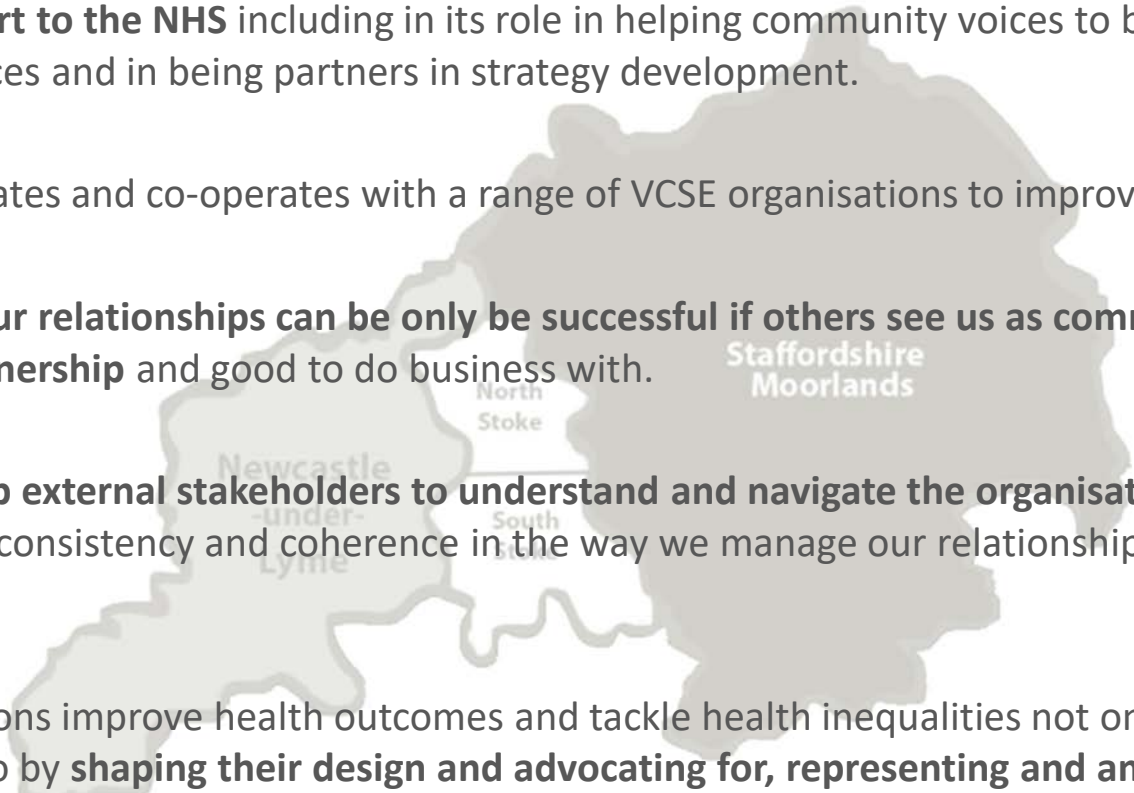 rt to the NHS including in its role in helping community voices to b
ces and in being partners in strategy development.
ates and co-operates with a range of VCSE organisations to improv
ur relationships can be only be successful if others see us as com
nership and good to do business with.
Staffordshire
Moorlands
North
Stoke
Newcastle
-under-
Lyme
South
Stoke
p external stakeholders to understand and navigate the organisat
consistency and coherence in the way we manage our relationship
ons improve health outcomes and tackle health inequalities not or
o by shaping their design and advocating for, representing and an